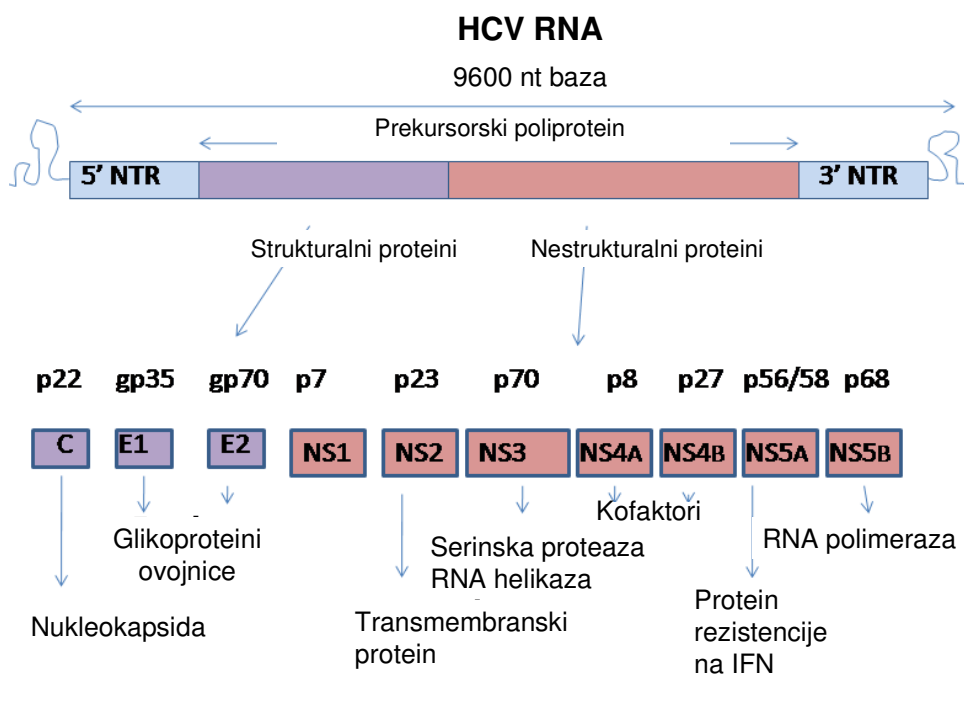 HCV RNA
9600 nt baza
Prekursorski poliprotein
5' NTR
3' NTR
Strukturalni proteini
Nestrukturalni proteini
p22 gp35 gp70 p7 p23 p70 p8 p27 p56/58 p68
C E1 E2 NS1 NS2 NS3 NS4A NS4B NS5A NS5B
Glikoproteini
ovojnice
Nukleokapsida
Serinska proteaza
RNA helikaza
Transmembranski
protein
Kofaktori
Protein
rezistencije
na IFN
RNA polimeraza